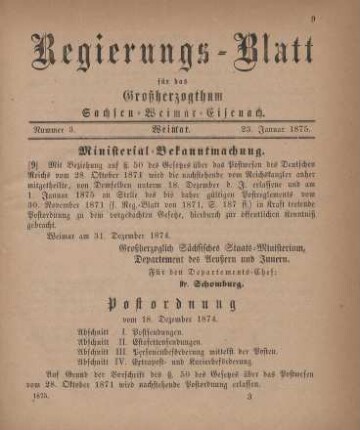 9
Regierungs-Blatt
für das
Großherzogthum
Sachsen-Weimar-Eisenach.
Nummer 3. Weimar. 23. Januar 1875.
Ministerial-Bekanntmachung.
[9] Mit Beziehung auf §. 50 des Gesetzes über das Postwesen des Deutschen
Reichs vom 28. Oktober 1871 wird die nachstehende vom Reichskanzler anher
mitgetheilte, von Demselben unterm 18. Dezember d. J. erlassene und am
1. Januar 1875 an Stelle des bis daher gültigen Postreglements vom
30. November 1871 (f. Reg.-Blatt von 1871, S. 187 ff.) in Kraft tretende
Postordnung zu dem vorgedachten Gesetze, hierdurch zur öffentlichen Kenntniß
gebracht.
Weimar am 31. Dezember 1874.
Großherzoglich Sächsisches Staats-Ministerium,
Departement des Aeußern und Innern.
Für den Departements-Chef:
Dr. Schomburg.
Postordnung
vom 18. Dezember 1874.
Abschnitt I. Postsendungen.
Abschnitt II. Estafettensendungen.
Abschnitt III. Personenbeförderung mittelst der Posten.
Abschnitt IV. Extrapost- und Kurierbeförderung.
Auf Grund der Vorschrift des §. 50 des Gesetzes über das Postwesen
vom 28. Oktober 1871 wird nachstehende Postordnung erlassen.
1875. 3